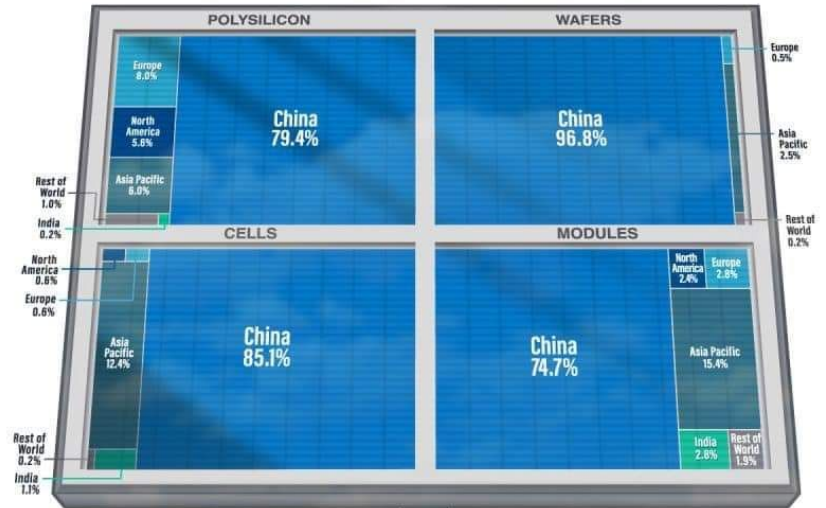 POLYSILICON
Europe
8.0%
North
America
5.6%
Asia Pacific
6.0%
Rest of
World
1.0%
India
0.2%
China
79.4%
WAFERS
China
96.8%
Europe
0.5%
Asia
Pacific
2.5%
Rest of
World
0.2%
CELLS
North
America
0.6%
Europe
0.6%
Asia
Pacific
12.4%
Rest of
World
0.2%
India
1.1%
China
85.1%
MODULES
China
74.7%
North
America
2.4%
Europe
2.8%
Asia Pacific
15.4%
India
2.8%
Rest of
World
1.9%